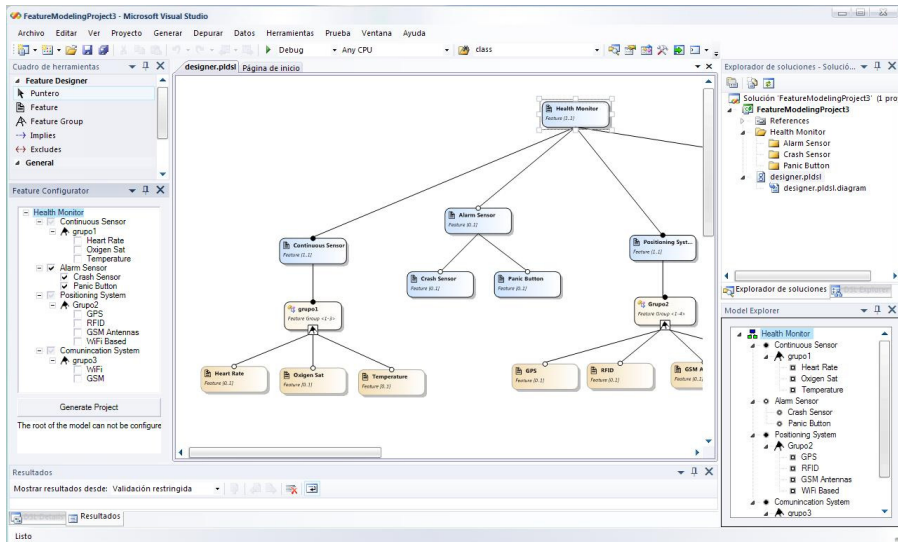 FeatureModelingProject3 - Microsoft Visual Studio
Archivo Editar Ver Proyecto Generar Depurar Datos Herramientas Prueba Ventana Ayuda
Debug Any CPU class
Cuadro de herramientas
Feature Designer
Puntero
Feature
Feature Group
Implies
Excludes
General
Feature Configurator
Health Monitor
Continuous Sensor
grupo1
Heart Rate
Oxigen Sat
Temperature
Alarm Sensor
Crash Sensor
Panic Button
Positioning System
Grupo2
GPS
RFID
GSM Antennas
WiFi Based
Comunincation System
grupo3
WiFi
GSM
Generate Project
The root of the model can not be configure
designer.pldsl Página de inicio
Health Monitor
Feature [1..1]
Alarm Sensor
Feature [0..1]
Continuous Sensor
Feature [1..1]
Positioning Syst...
Feature [1..1]
Crash Sensor
Feature [0..1]
Panic Button
Feature [0..1]
grupo1
Feature Group <1-3>
Grupo2
Feature Group <1-4>
Heart Rate
Feature [0..1]
Oxigen Sat
Feature [0..1]
Temperature
Feature [0..1]
GPS
Feature [0..1]
RFID
Feature [0..1]
GSM A
Feature [0..1]
Explorador de soluciones - Solució...
Solución 'FeatureModelingProject3' (1 pro
FeatureModelingProject3
References
Health Monitor
Alarm Sensor
Crash Sensor
Panic Button
designer.pldsl
designer.pldsl.diagram
Explorador de soluciones
Model Explorer
Health Monitor
Continuous Sensor
grupo1
Heart Rate
Oxigen Sat
Temperature
Alarm Sensor
Crash Sensor
Panic Button
Positioning System
Grupo2
GPS
RFID
GSM Antennas
WiFi Based
Comunincation System
grupo3
Resultados
Mostrar resultados desde: Validación restringida
Resultados
Listo